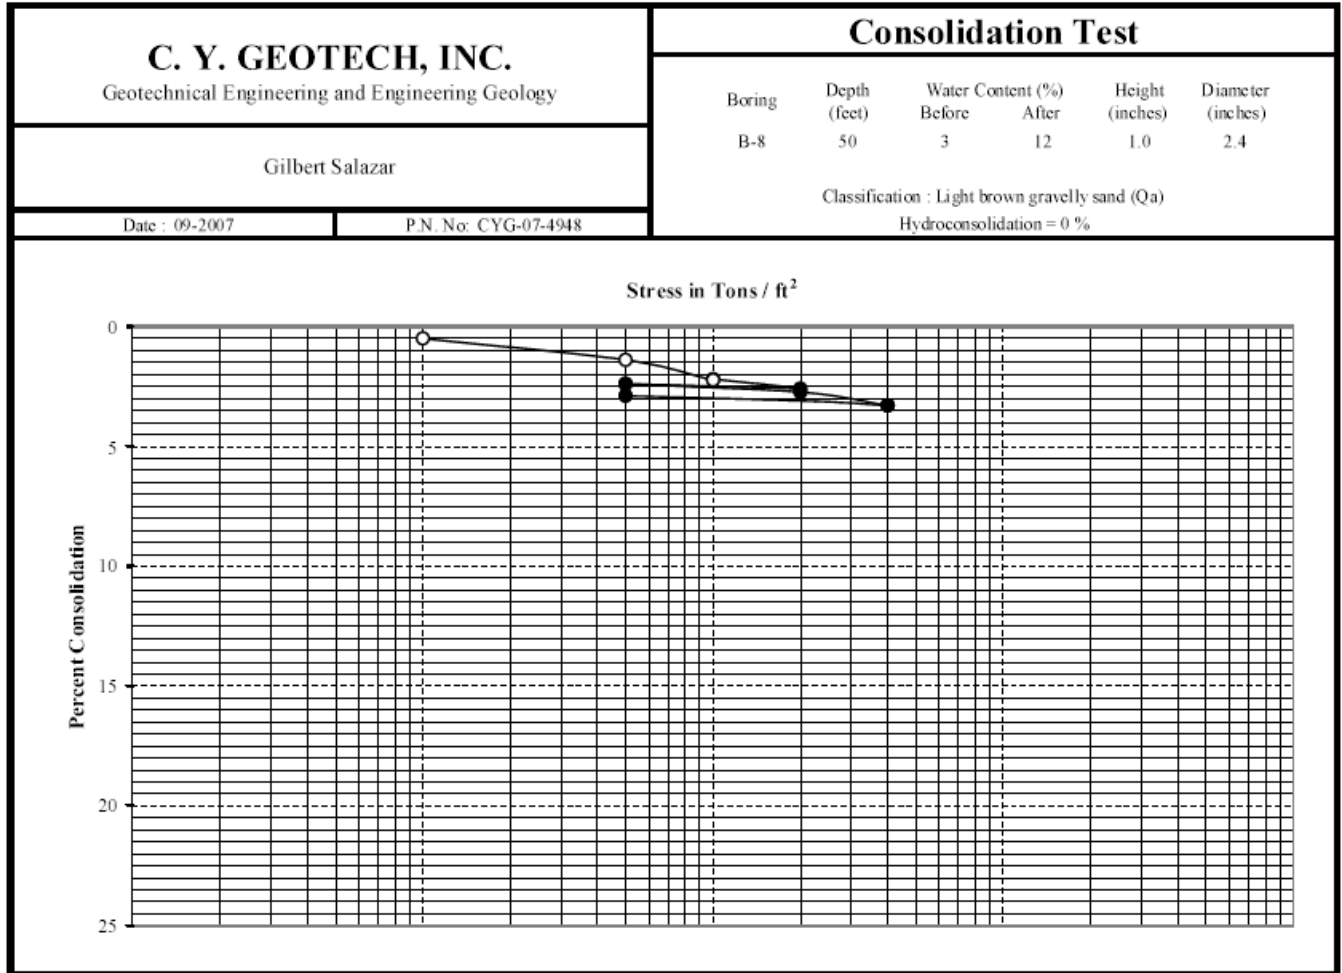 C. Y. GEOTECH, INC.
Geotechnical Engineering and Engineering Geology
Gilbert Salazar
Date : 09-2007
P.N. No: CYG-07-4948
Consolidation Test
Boring Depth (feet) Water Content (%) Before After Height (inches) Diameter (inches)
B-8 50 3 12 1.0 2.4
Classification : Light brown gravelly sand (Qa)
Hydroconsolidation = 0 %
Stress in Tons / ft²
Percent Consolidation
0
5
10
15
20
25